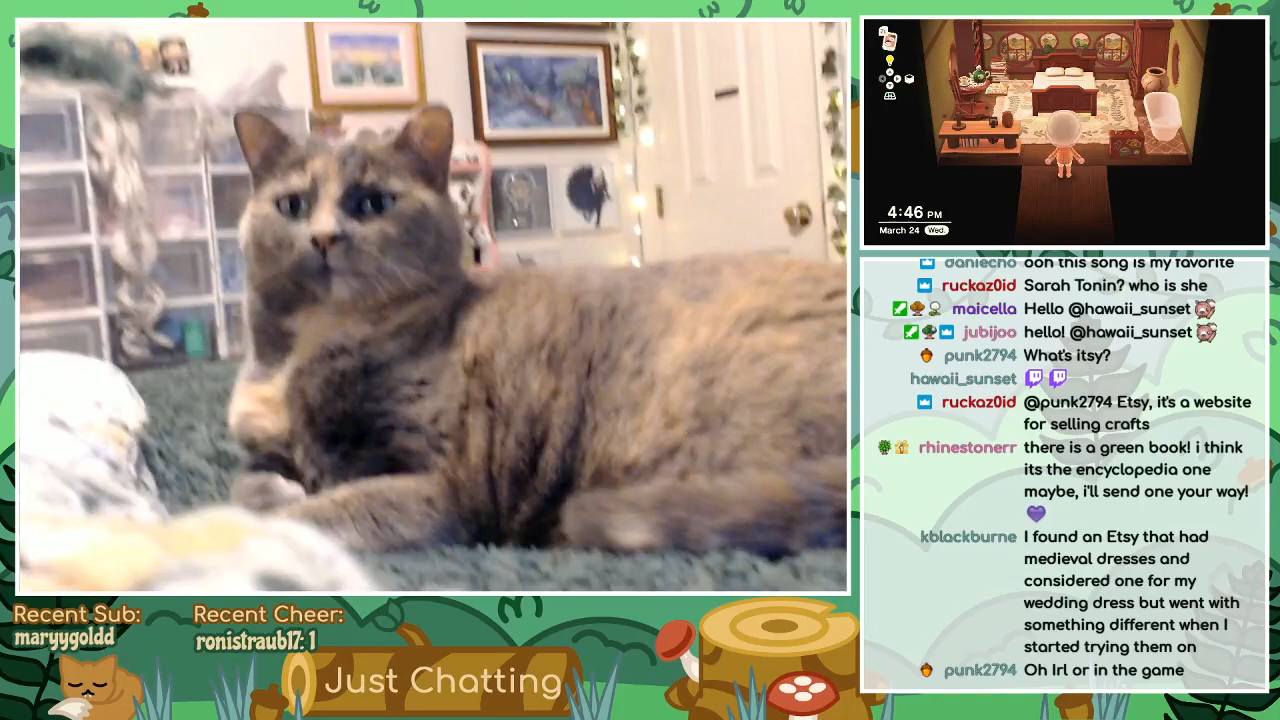 4:46 PM
March 24 Wed.
daniecho ooh this song is my favorite
ruckaz0id Sarah Tonin? who is she
maicella Hello @hawaii_sunset
jubijoo hello! @hawaii_sunset
punk2794 What's itsy?
hawaii_sunset
ruckaz0id @punk2794 Etsy, it's a website
for selling crafts
rhinestonerr there is a green book! i think
its the encyclopedia one
maybe, i'll send one your way!
kblackburne I found an Etsy that had
medieval dresses and
considered one for my
wedding dress but went with
something different when I
started trying them on
punk2794 Oh Irl or in the game
Recent Sub:
maryygoldd
Recent Cheer:
ronistraub17: 1
Just Chatting